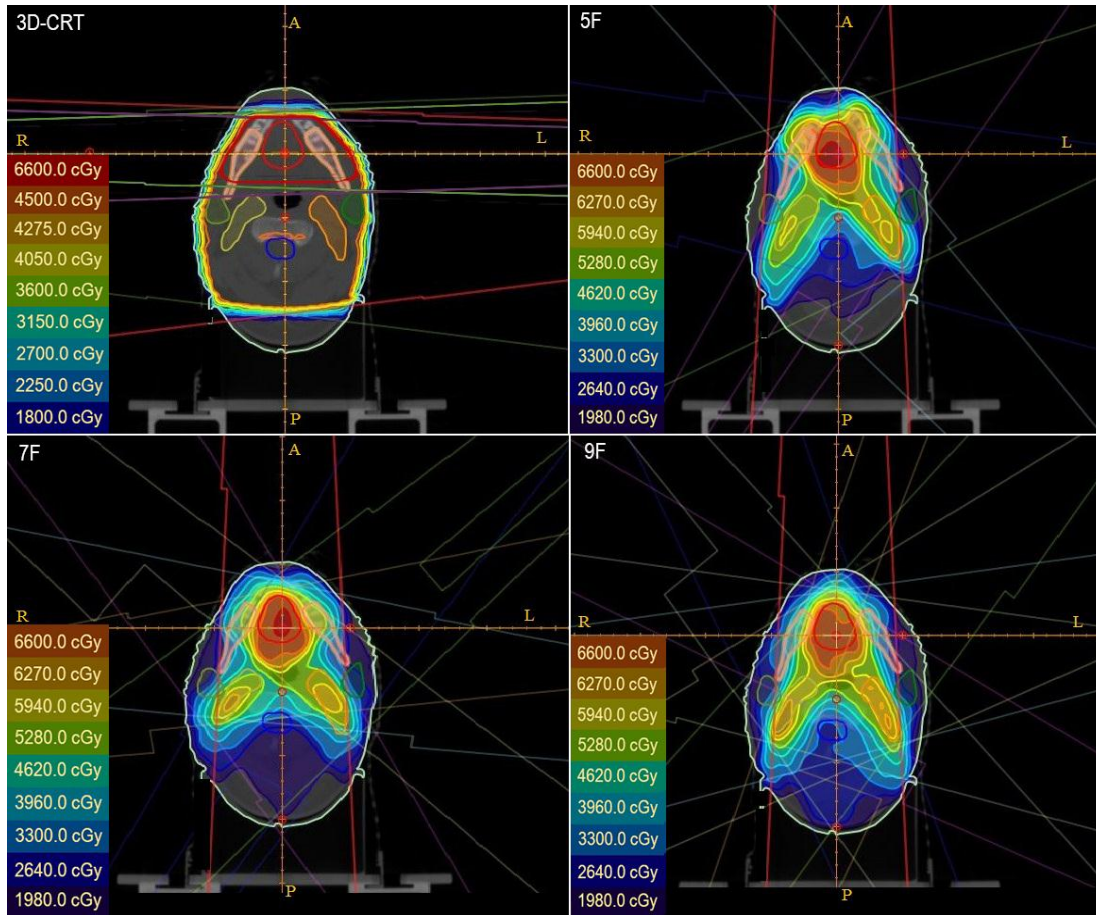 3D-CRT
A
R
L
P
6600.0 cGy
4500.0 cGy
4275.0 cGy
4050.0 cGy
3600.0 cGy
3150.0 cGy
2700.0 cGy
2250.0 cGy
1800.0 cGy
5F
A
R
L
P
6600.0 cGy
6270.0 cGy
5940.0 cGy
5280.0 cGy
4620.0 cGy
3960.0 cGy
3300.0 cGy
2640.0 cGy
1980.0 cGy
7F
A
R
L
P
6600.0 cGy
6270.0 cGy
5940.0 cGy
5280.0 cGy
4620.0 cGy
3960.0 cGy
3300.0 cGy
2640.0 cGy
1980.0 cGy
9F
A
R
L
P
6600.0 cGy
6270.0 cGy
5940.0 cGy
5280.0 cGy
4620.0 cGy
3960.0 cGy
3300.0 cGy
2640.0 cGy
1980.0 cGy